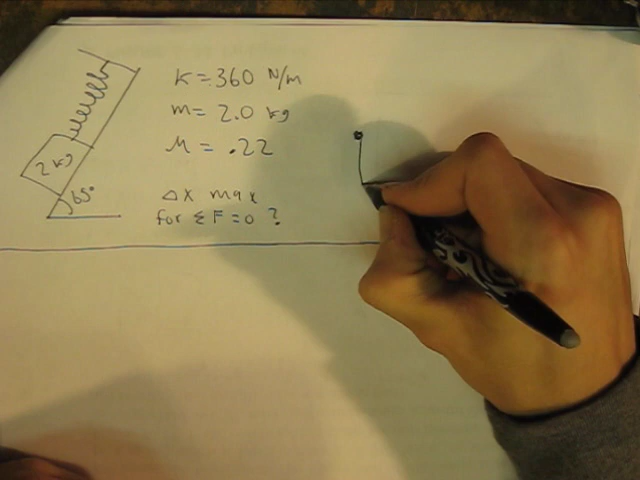 2 kg
65°
K = 360 N/m
m = 2.0 kg
μ = .22
Δx max
for ΣF=0 ?